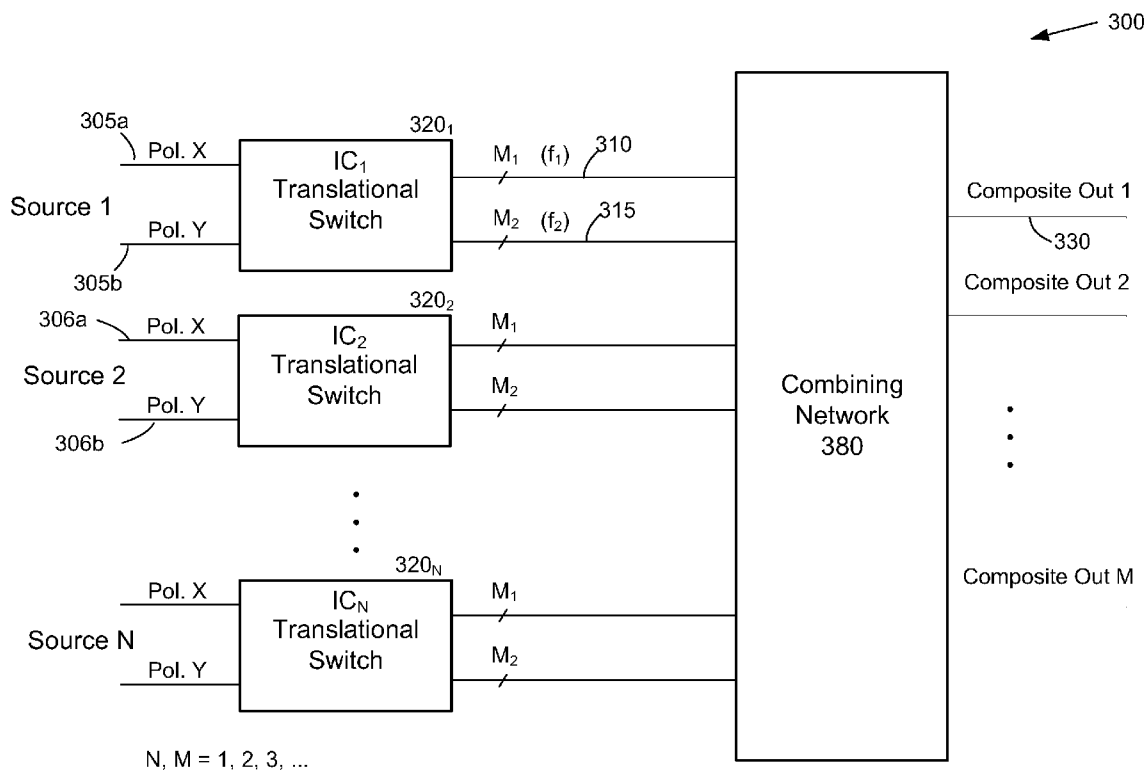 300
305a
Pol. X
Source 1
Pol. Y
305b
320₁
IC₁
Translational
Switch
M₁ (f₁) 310
M₂ (f₂) 315
306a
Pol. X
Source 2
Pol. Y
306b
320₂
IC₂
Translational
Switch
M₁
M₂
Pol. X
Source N
Pol. Y
320N
ICN
Translational
Switch
M₁
M₂
Combining
Network
380
Composite Out 1
330
Composite Out 2
Composite Out M
N, M = 1, 2, 3, ...